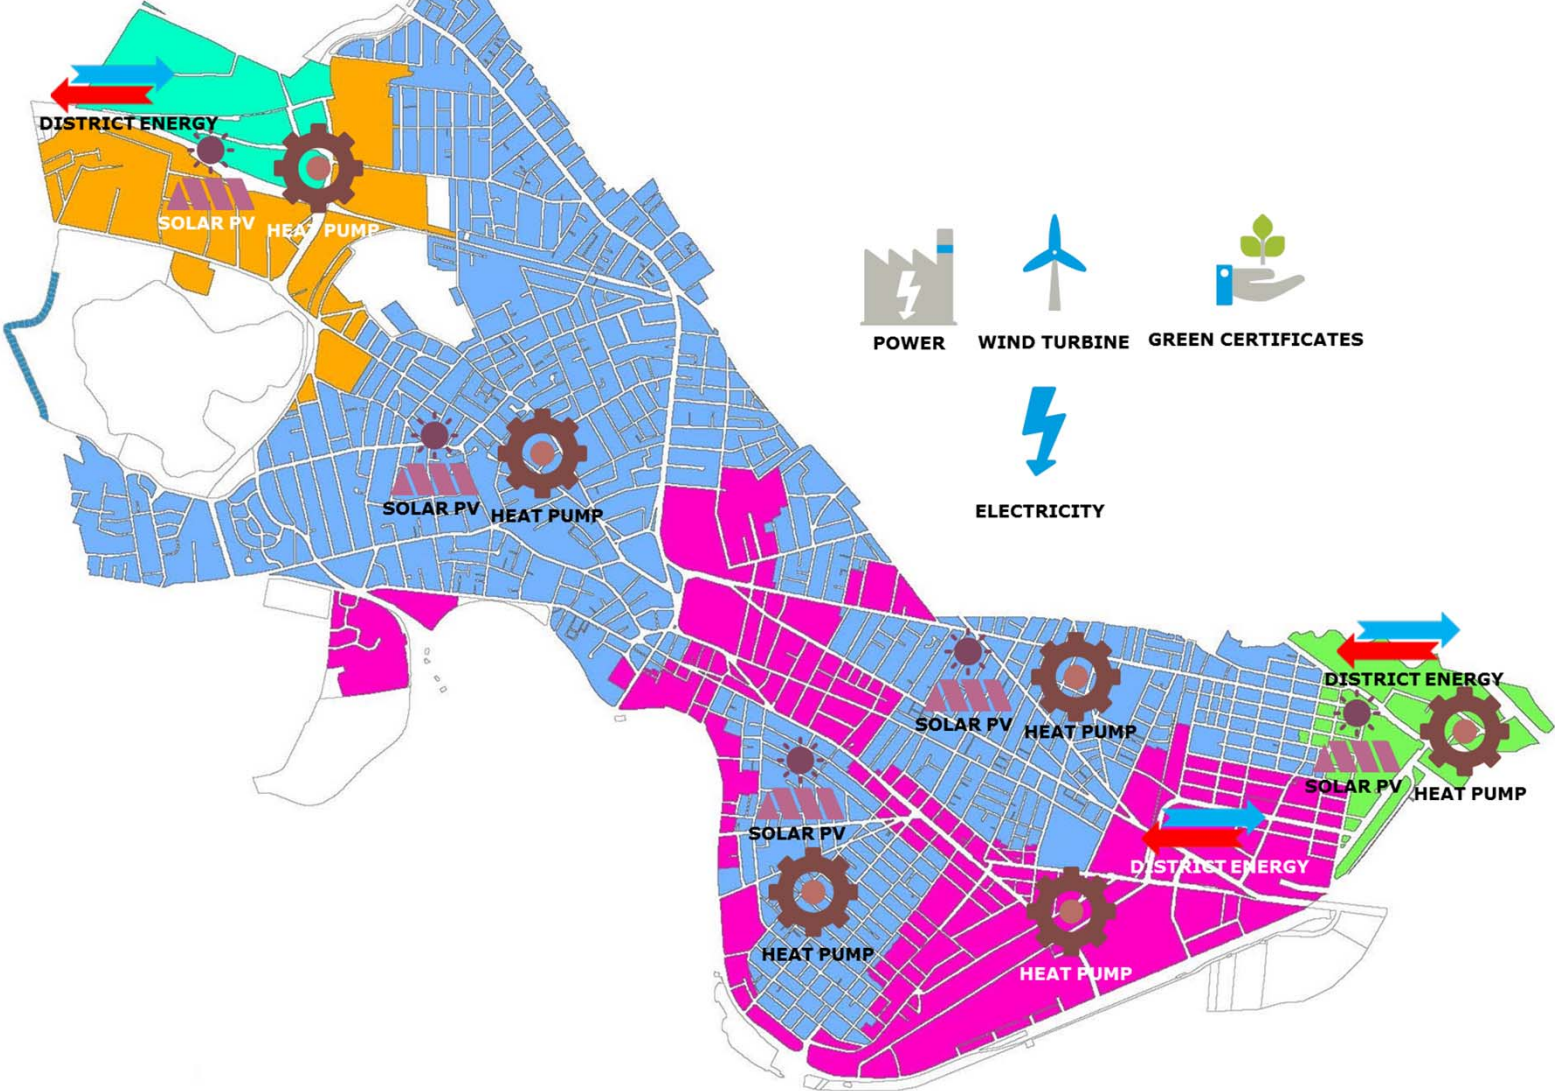 DISTRICT ENERGY
SOLAR PV
HEAT PUMP
POWER
WIND TURBINE
GREEN CERTIFICATES
ELECTRICITY
SOLAR PV
HEAT PUMP
DISTRICT ENERGY
SOLAR PV
HEAT PUMP
SOLAR PV
HEAT PUMP
SOLAR PV
HEAT PUMP
DISTRICT ENERGY
HEAT PUMP